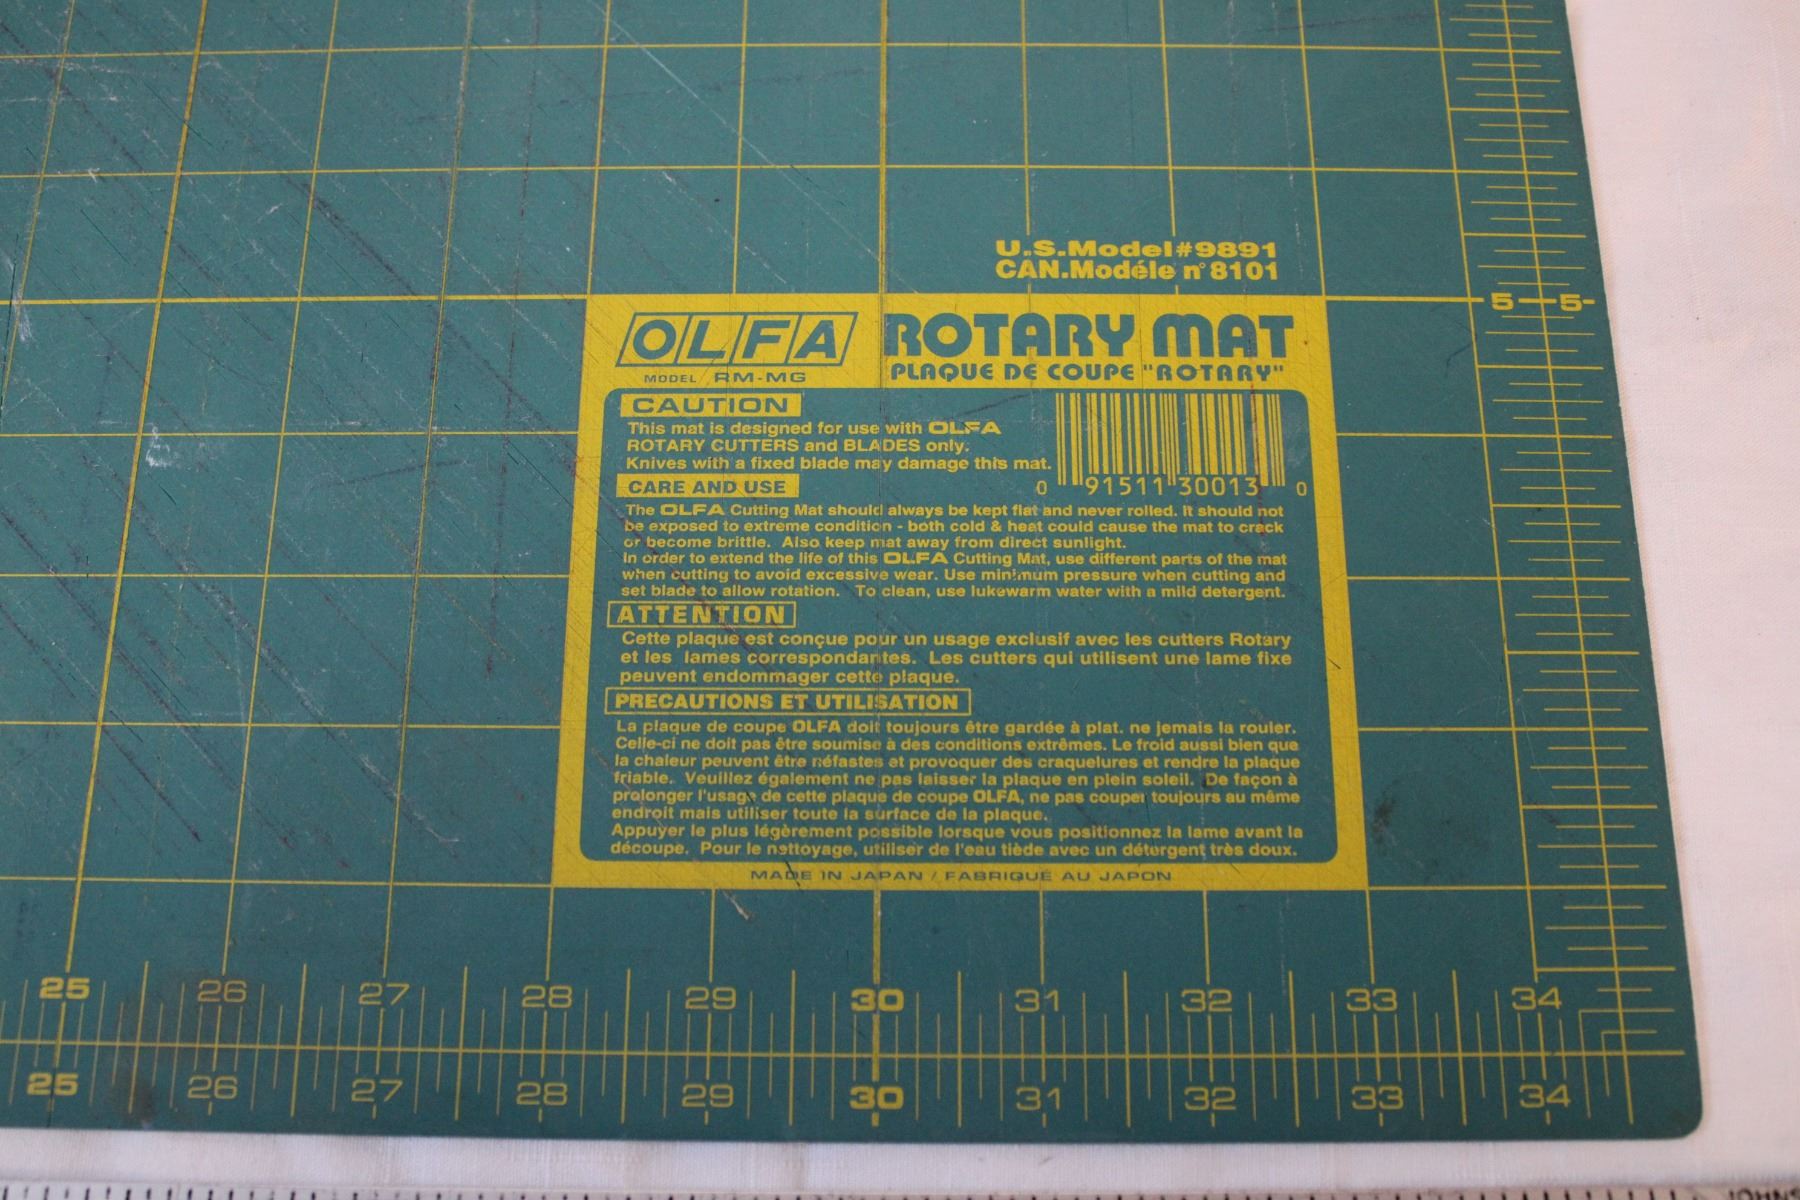 U.S.Model#9891
CAN.Modéle n° 8101
5 5
OLFA ROTARY MAT
MODEL RM-MG PLAQUE DE COUPE "ROTARY"
CAUTION
This mat is designed for use with OLFA
ROTARY CUTTERS and BLADES only.
Knives with a fixed blade may damage this mat.
0 91511 30013 0
CARE AND USE
The OLFA Cutting Mat should always be kept flat and never rolled. It should not
be exposed to extreme condition - both cold & heat could cause the mat to crack
or become brittle. Also keep mat away from direct sunlight.
In order to extend the life of this OLFA Cutting Mat, use different parts of the mat
when cutting to avoid excessive wear. Use minimum pressure when cutting and
set blade to allow rotation. To clean, use lukewarm water with a mild detergent.
ATTENTION
Cette plaque est conçue pour un usage exclusif avec les cutters Rotary
et les lames correspondantes. Les cutters qui utilisent une lame fixe
peuvent endommager cette plaque.
PRECAUTIONS ET UTILISATION
La plaque de coupe OLFA doit toujours être gardée à plat. ne jemais la rouler.
Celle-ci ne doit pas être soumise à des conditions extrêmes. Le froid aussi bien que
la chaleur peuvent être néfastes et provoquer des craquelures et rendre la plaque
friable. Veuillez également ne pas laisser la plaque en plein soleil. De façon à
prolonger l'usage de cette plaque de coupe OLFA, ne pas couper toujours au même
endroit mais utiliser toute la surface de la plaque.
Appuyer le plus légèrement possible lorsque vous positionnez la lame avant la
découpe. Pour le nettoyage, utiliser de l'eau tiède avec un détergent très doux.
MADE IN JAPAN / FABRIQUÉ AU JAPON
25 26 27 28 29 30 31 32 33 34
25 26 27 28 29 30 31 32 33 34